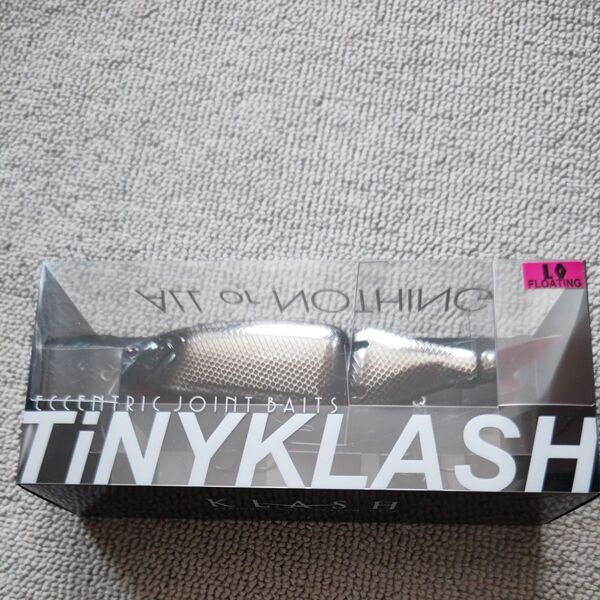 LO
FLOATING
ALL OR NOTHING
ECCENTRIC JOINT BAITS
TiNYKLASH
KLASH